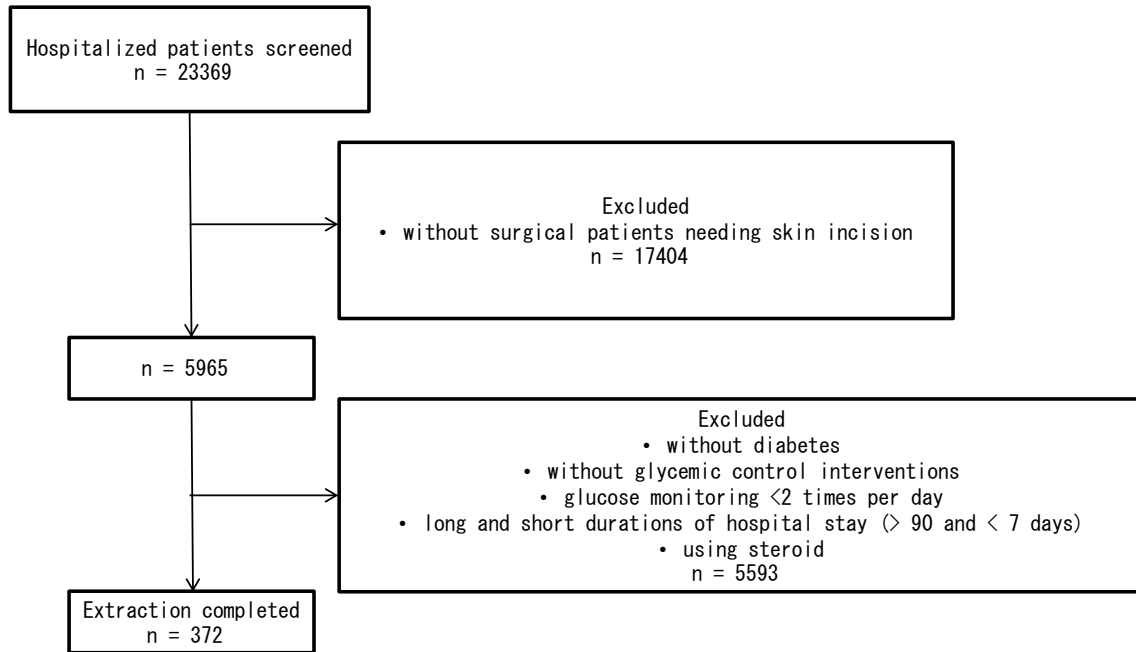 Hospitalized patients screened
n = 23369
Excluded
• without surgical patients needing skin incision
n = 17404
n = 5965
Excluded
• without diabetes
• without glycemic control interventions
• glucose monitoring <2 times per day
• long and short durations of hospital stay (> 90 and < 7 days)
• using steroid
n = 5593
Extraction completed
n = 372